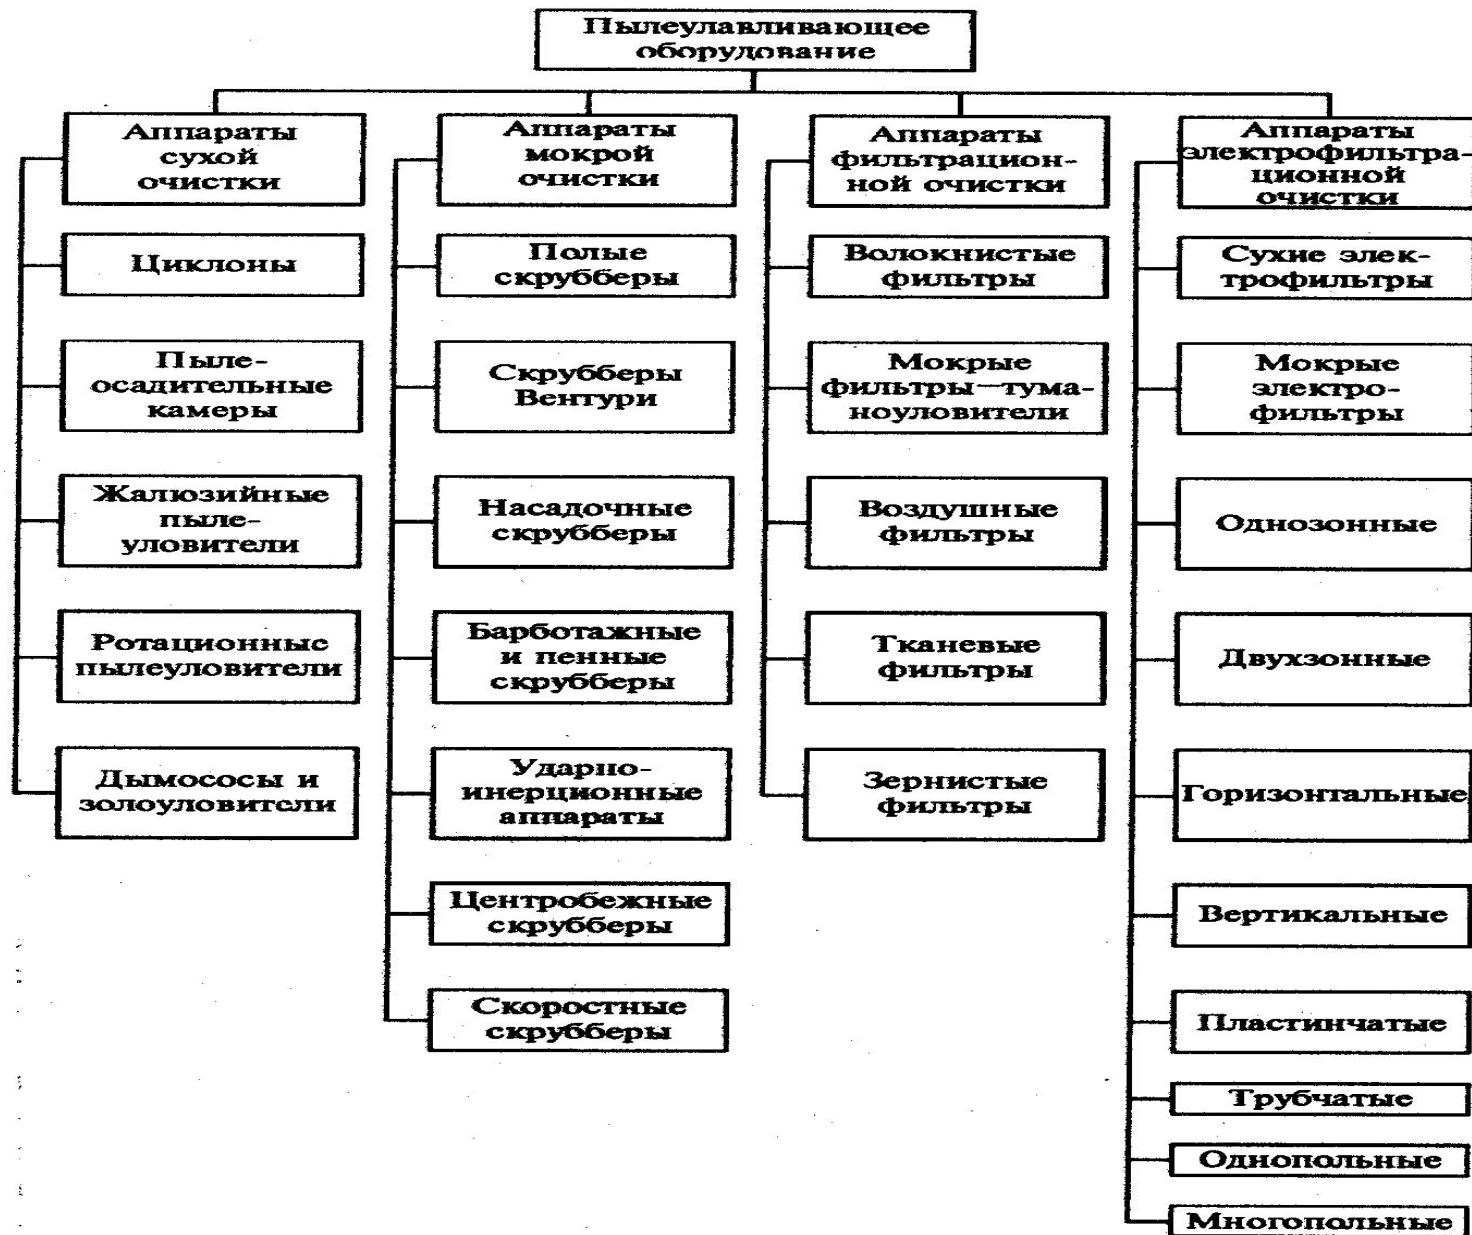 Пылеулавливающее
оборудование
Аппараты
сухой
очистки
Циклоны
Пыле-
осадительные
камеры
Жалюзийные
пыле-
уловители
Ротационныс
пылеуловители
Дымососы и
золоуловители
Аппараты
мокрой
очистки
Полые
скрубберы
Скрубберы
Вентури
Насадочные
скрубберы
Барботажные
и пенные
скрубберы
Ударно-
инерционные
аппараты
Центробежные
скрубберы
Скоростные
скрубберы
Аппараты
фильтрацион-
ной очистки
Волокнистые
фильтры
Мокрые
фильтры—тума-
ноуловители
Воздушные
фильтры
Тканевые
фильтры
Зернистые
фильтры
Аппараты
электрофильтра-
ционной
очистки
Сухие элек-
трофильтры
Мокрые
электро-
фильтры
Однозонные
Двухзонные
Горизонтальные
Вертикальные
Пластинчатые
Трубчатые
Однопольные
Многопольные